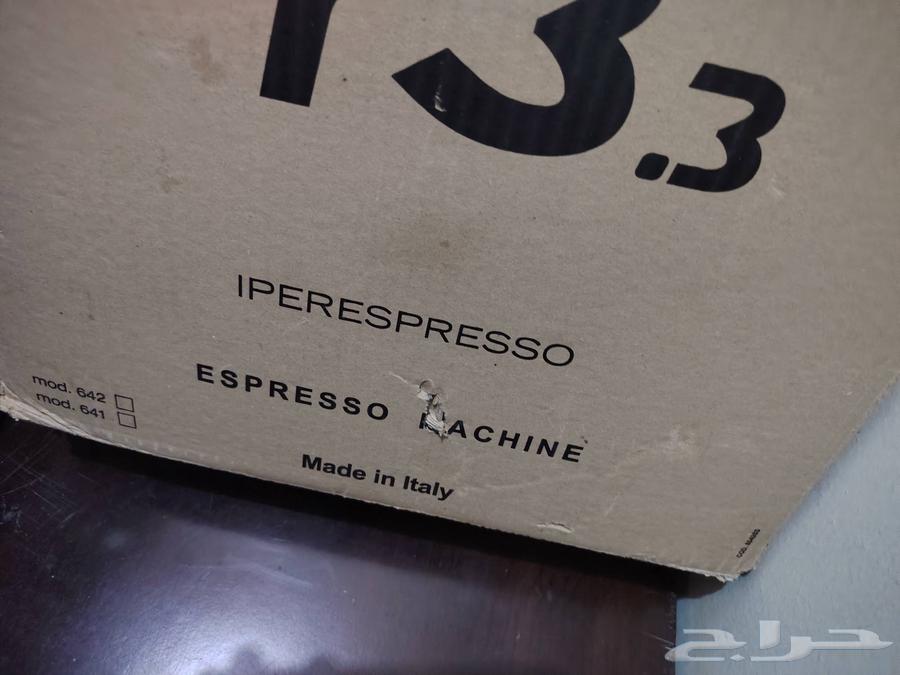 Y3.3
IPERESPRESSO
ESPRESSO MACHINE
mod. 642
mod. 641
Made in Italy
حراج